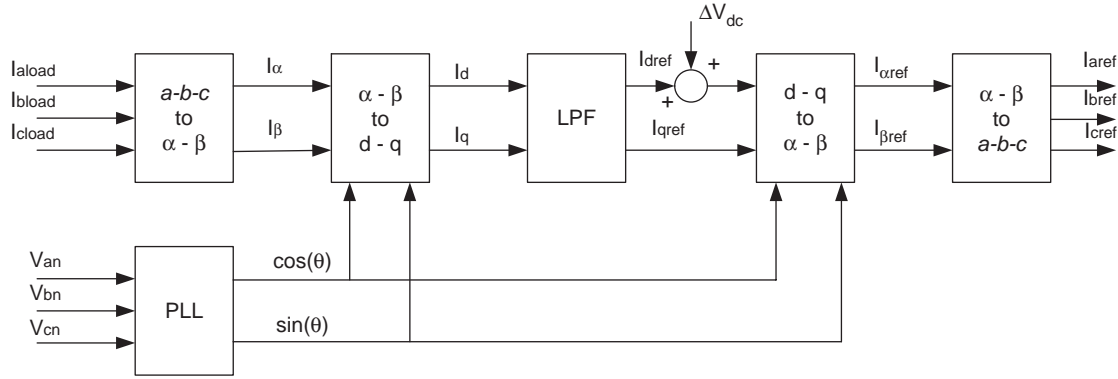 ΔVdc
Iaload
Ibload
Icload
a-b-c
to
α - β
Iα
Iβ
α - β
to
d - q
Id
Iq
LPF
Idref
+
+
Iqref
d - q
to
α - β
Iαref
Iβref
α - β
to
a-b-c
Iaref
Ibref
Icref
Van
Vbn
Vcn
PLL
cos(θ)
sin(θ)